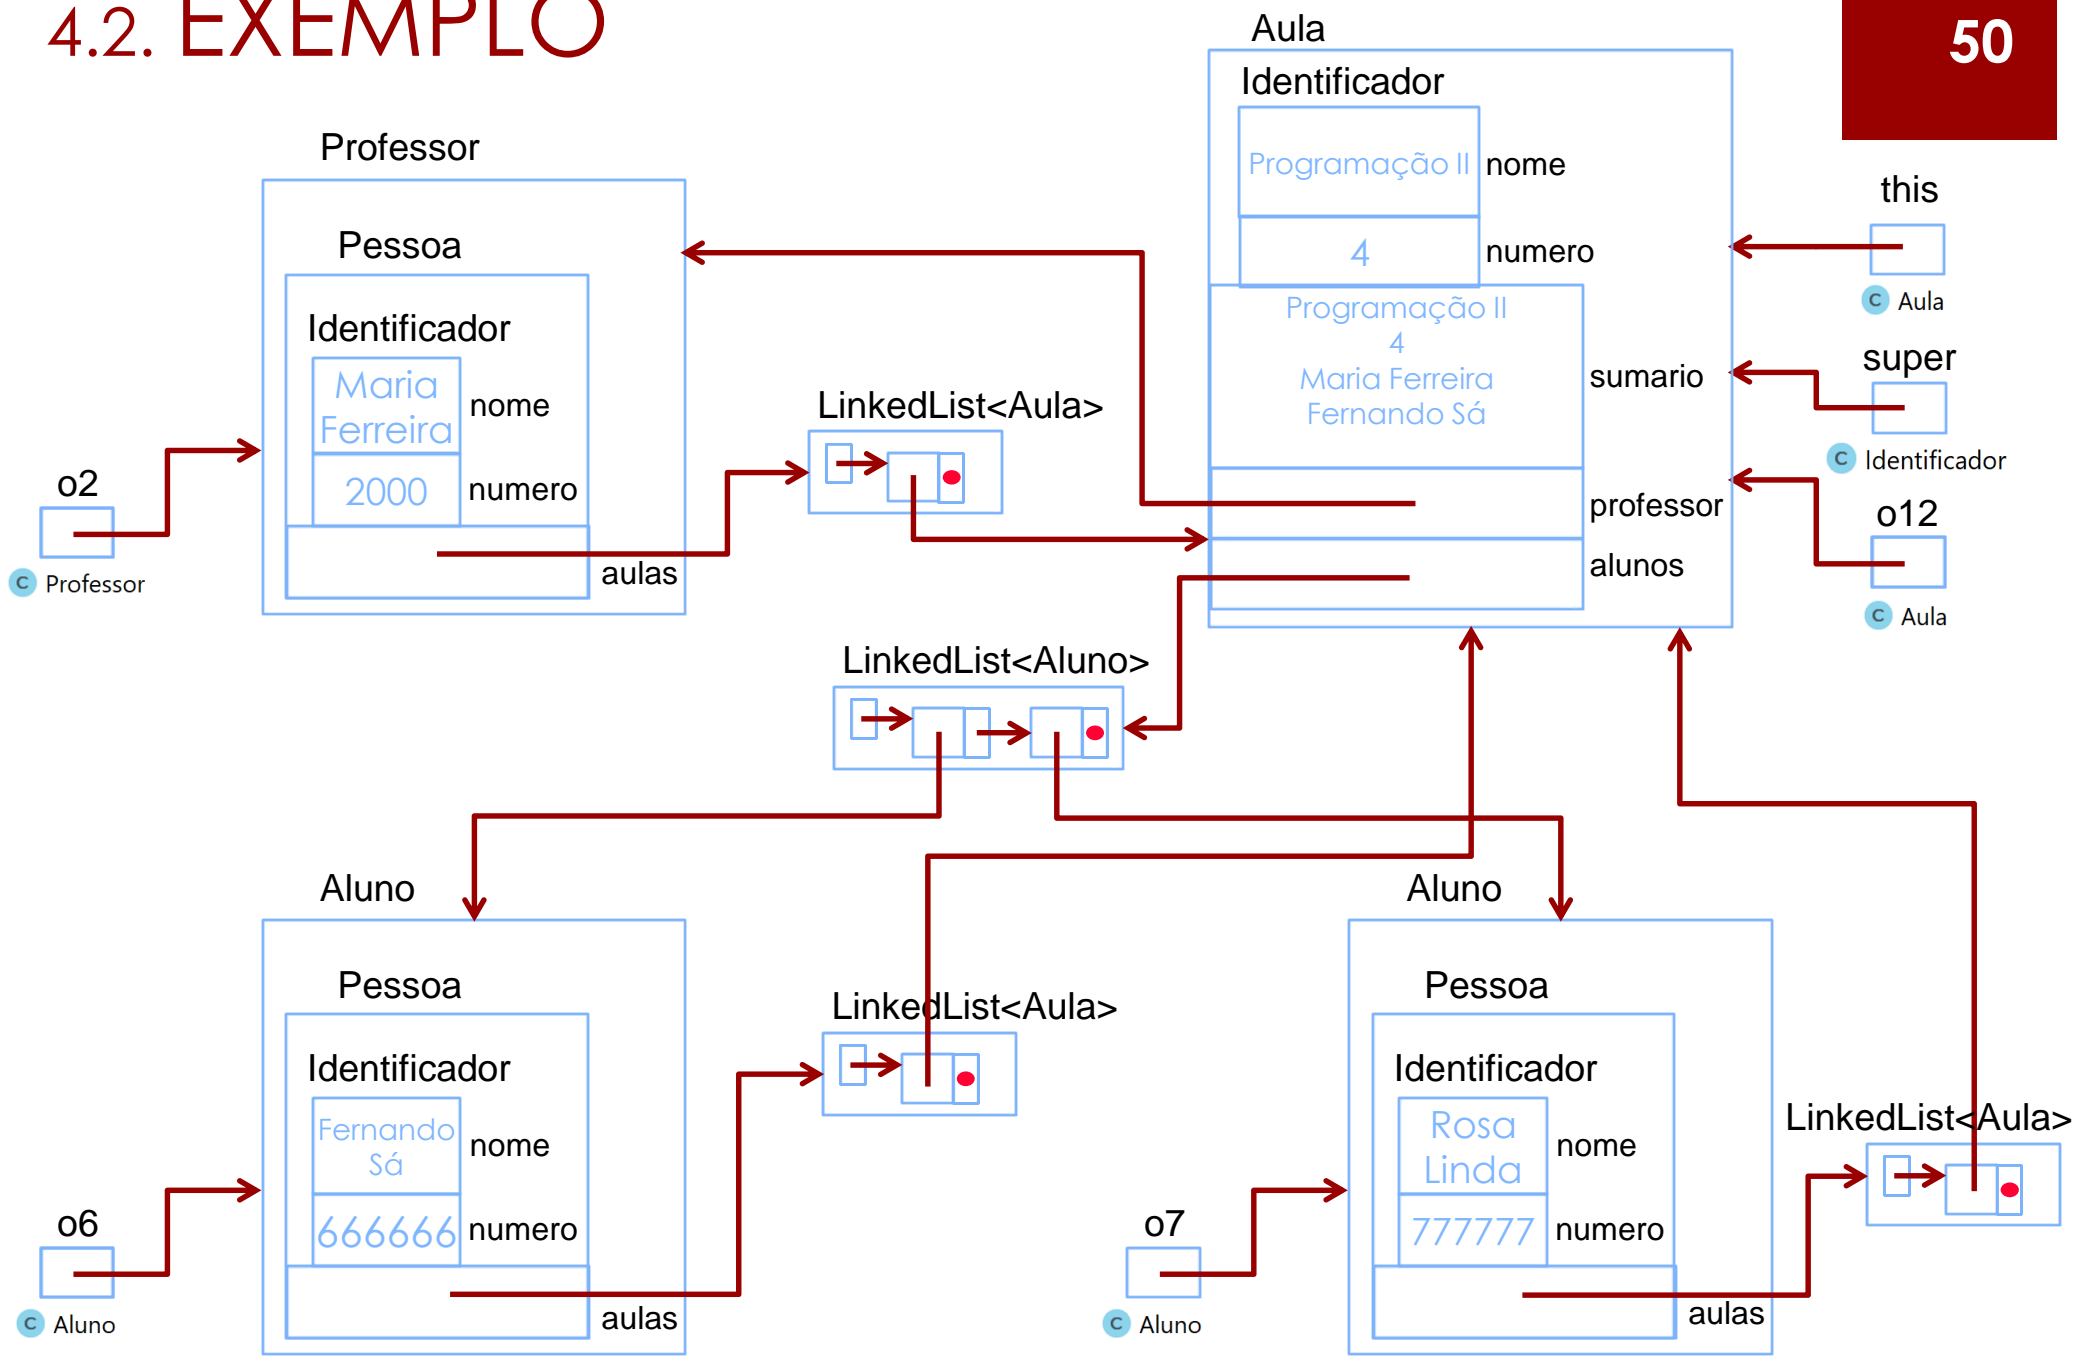 4.2. EXEMPLO
50
Aula
Identificador
Programação II
nome
4
numero
Programação II
4
Maria Ferreira
Fernando Sá
sumario
professor
alunos
this
C Aula
super
C Identificador
o12
C Aula
Professor
Pessoa
Identificador
Maria
Ferreira
nome
2000
numero
aulas
o2
C Professor
LinkedList<Aula>
LinkedList<Aluno>
Aluno
Pessoa
Identificador
Fernando
Sá
nome
666666
numero
aulas
o6
C Aluno
LinkedList<Aula>
Aluno
Pessoa
Identificador
Rosa
Linda
nome
777777
numero
aulas
o7
C Aluno
LinkedList<Aula>